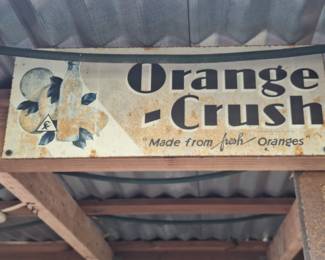 Orange
- Crush
"Made from fresh Oranges"